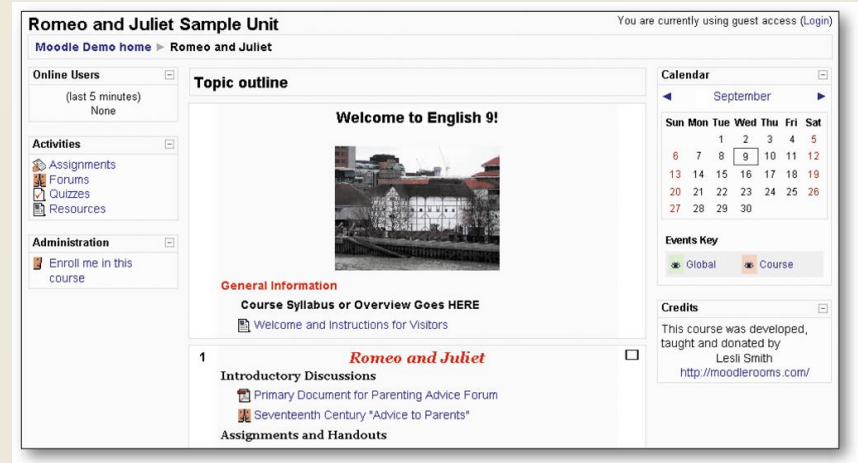 Romeo and Juliet Sample Unit
You are currently using guest access (Login)
Moodle Demo home ► Romeo and Juliet
Online Users
(last 5 minutes)
None
Activities
Assignments
Forums
Quizzes
Resources
Administration
Enroll me in this
course
Topic outline
Welcome to English 9!
General Information
Course Syllabus or Overview Goes HERE
Welcome and Instructions for Visitors
1 Romeo and Juliet
Introductory Discussions
Primary Document for Parenting Advice Forum
Seventeenth Century "Advice to Parents"
Assignments and Handouts
Calendar
◄ September ►
Sun Mon Tue Wed Thu Fri Sat
1 2 3 4 5
6 7 8 9 10 11 12
13 14 15 16 17 18 19
20 21 22 23 24 25 26
27 28 29 30
Events Key
Global Course
Credits
This course was developed,
taught and donated by
Lesli Smith
http://moodlerooms.com/